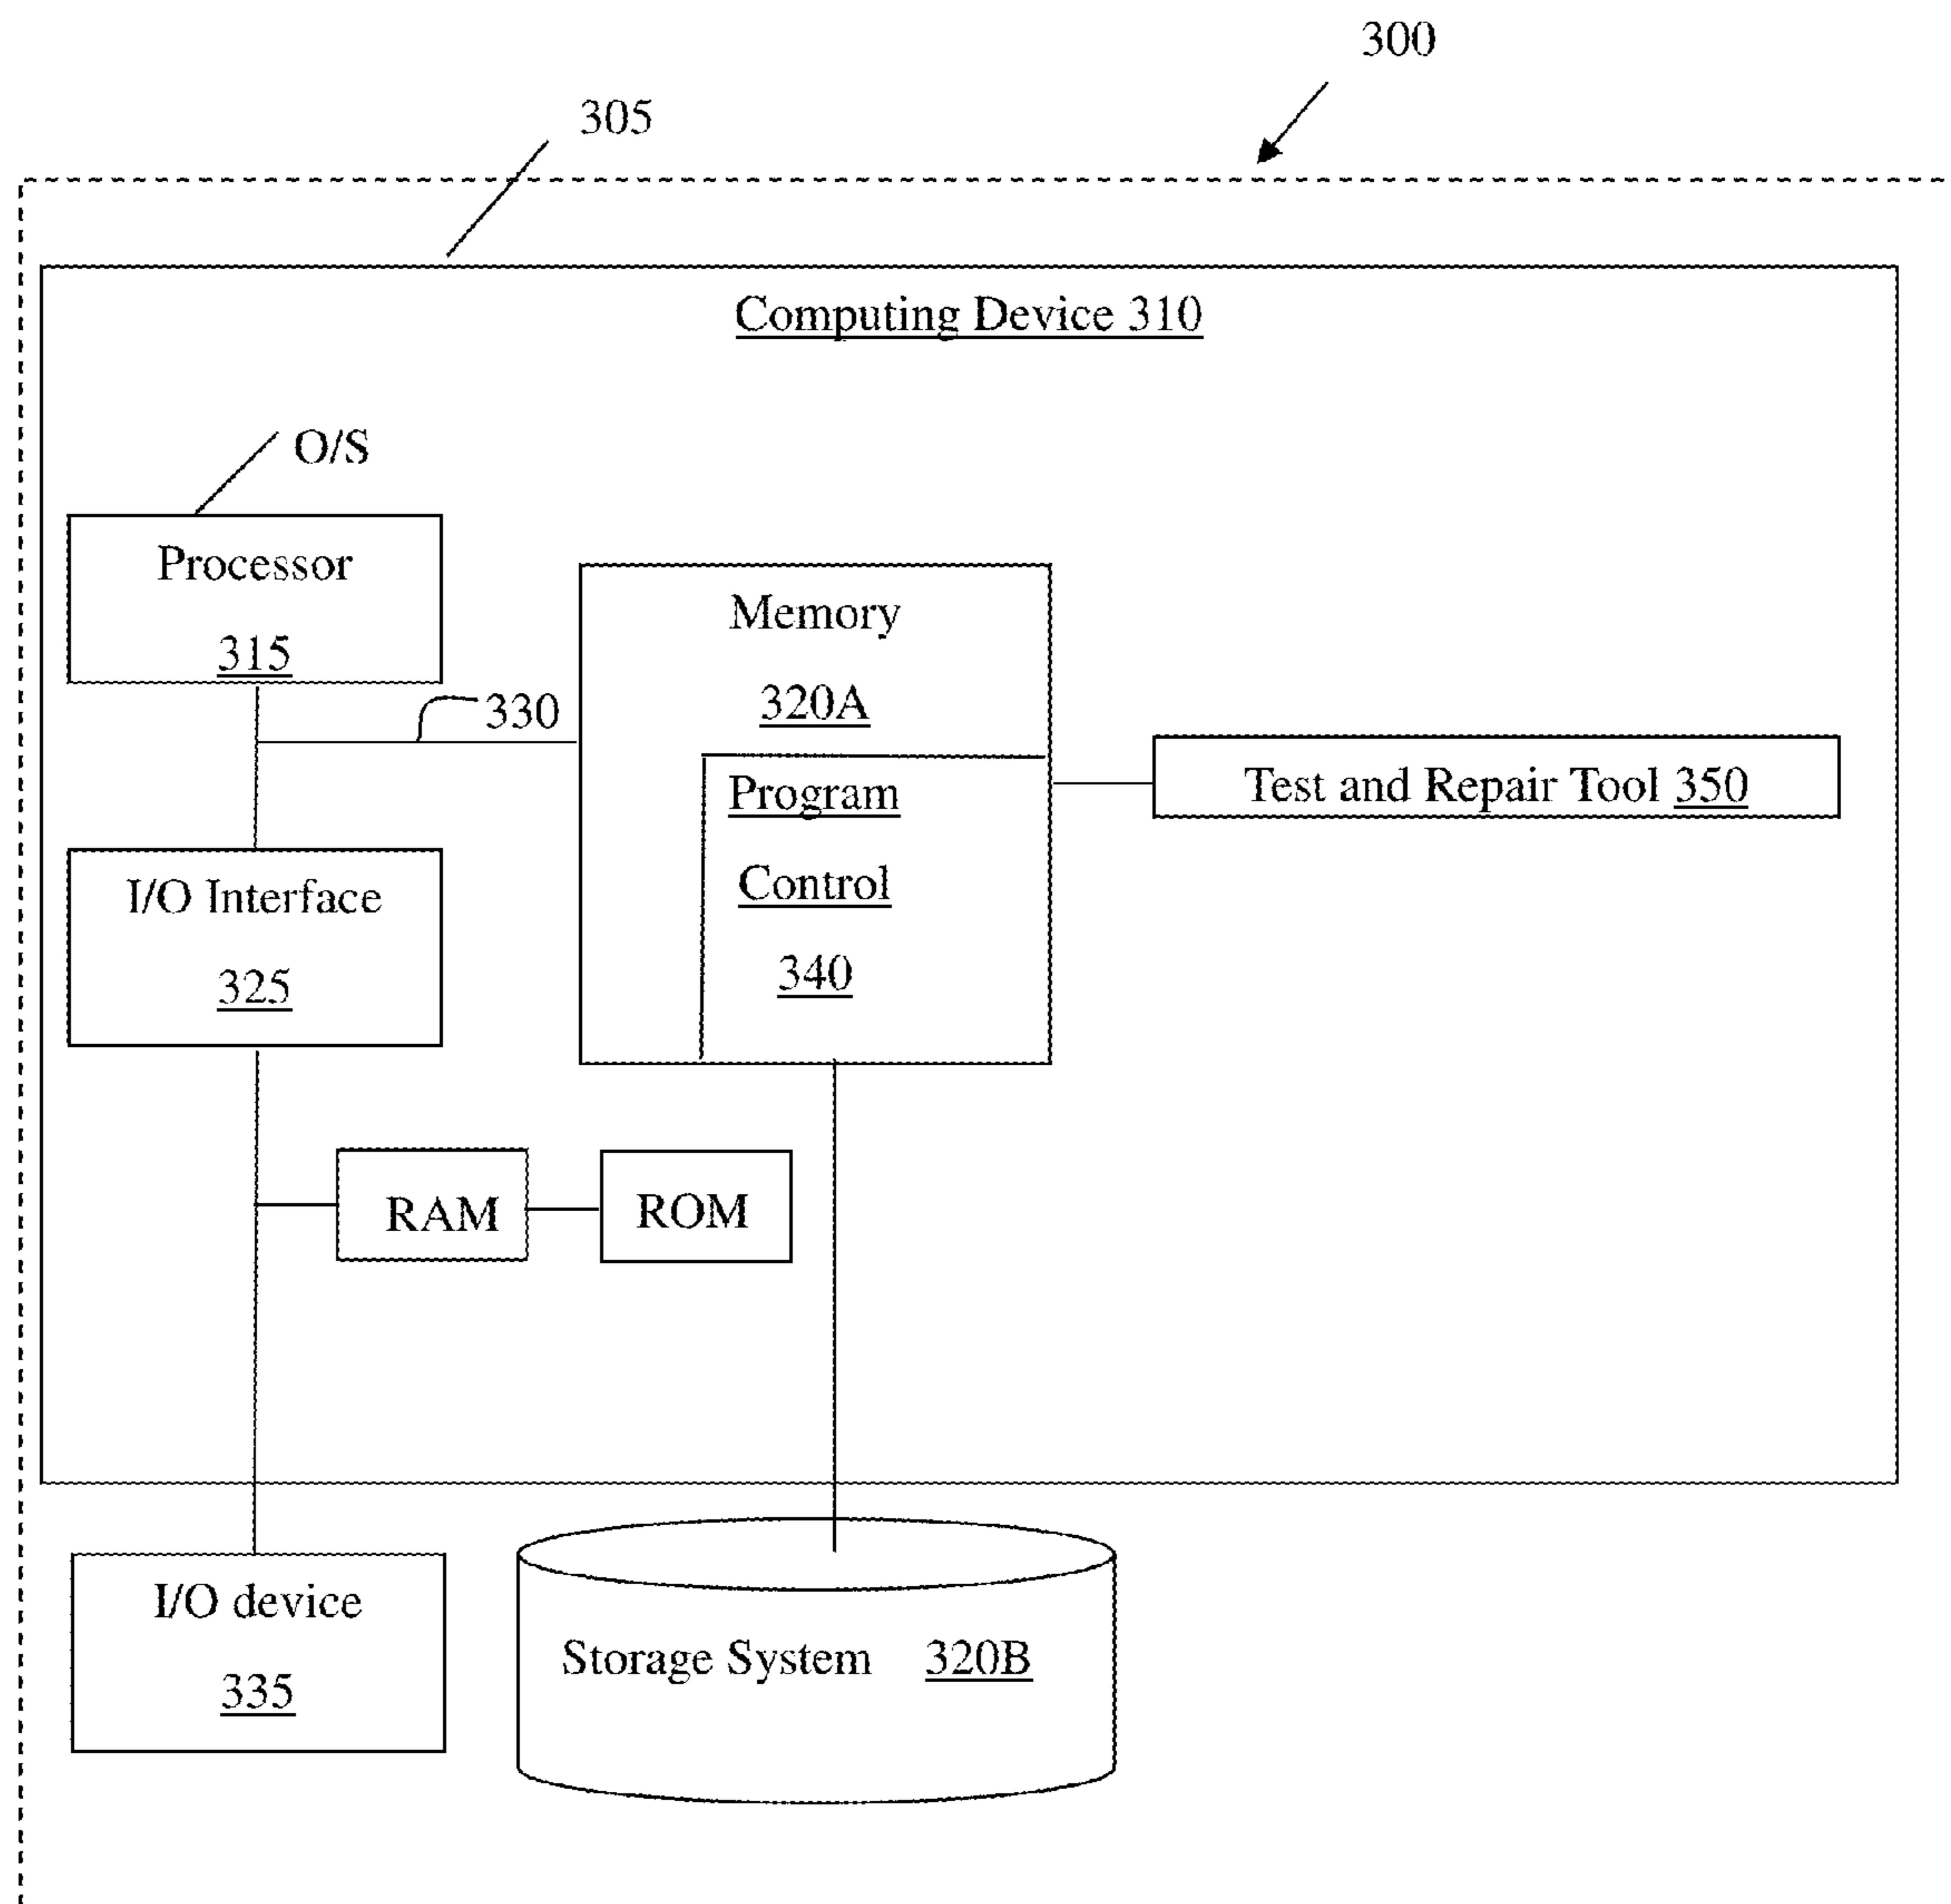 300
305
Computing Device 310
O/S
Processor
315
330
Memory
320A
Program
Control
340
Test and Repair Tool 350
I/O Interface
325
RAM
ROM
I/O device
335
Storage System 320B